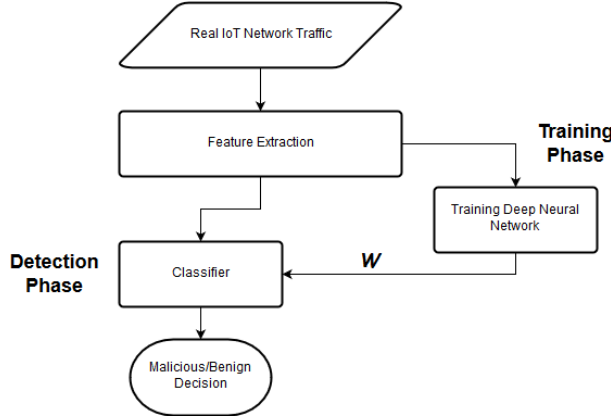 Real IoT Network Traffic
Feature Extraction
Training
Phase
Training Deep Neural
Network
Detection
Phase
Classifier
W
Malicious/Benign
Decision